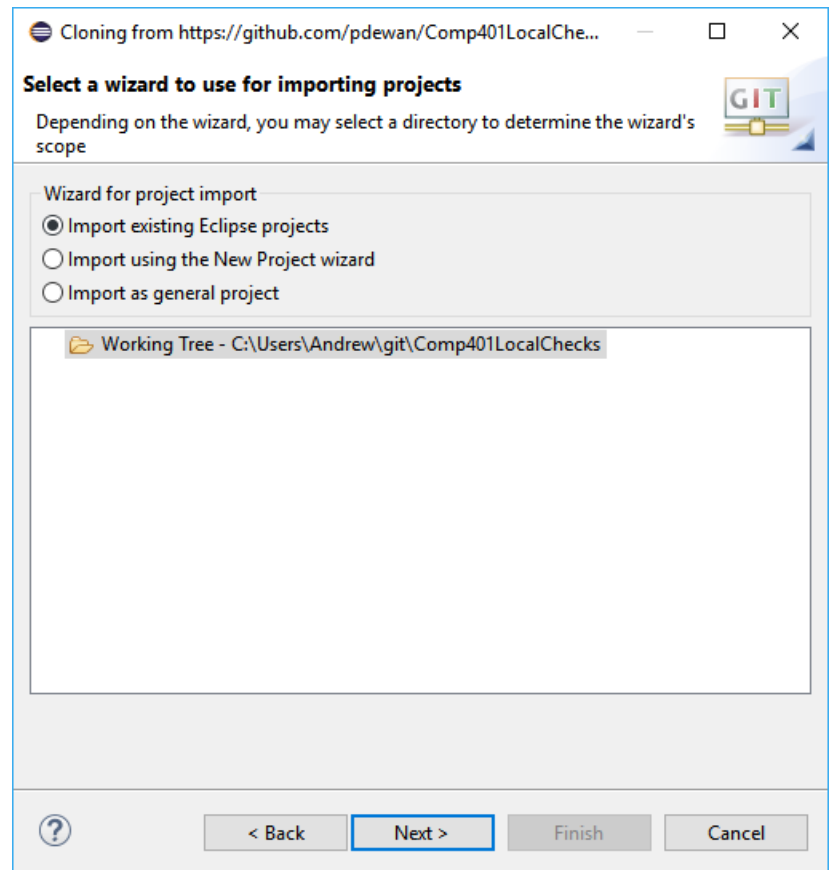 Cloning from https://github.com/pdewan/Comp401LocalChe...
Select a wizard to use for importing projects
Depending on the wizard, you may select a directory to determine the wizard's
scope
GIT
Wizard for project import
Import existing Eclipse projects
Import using the New Project wizard
Import as general project
Working Tree - C:\Users\Andrew\git\Comp401LocalChecks
?
< Back
Next >
Finish
Cancel